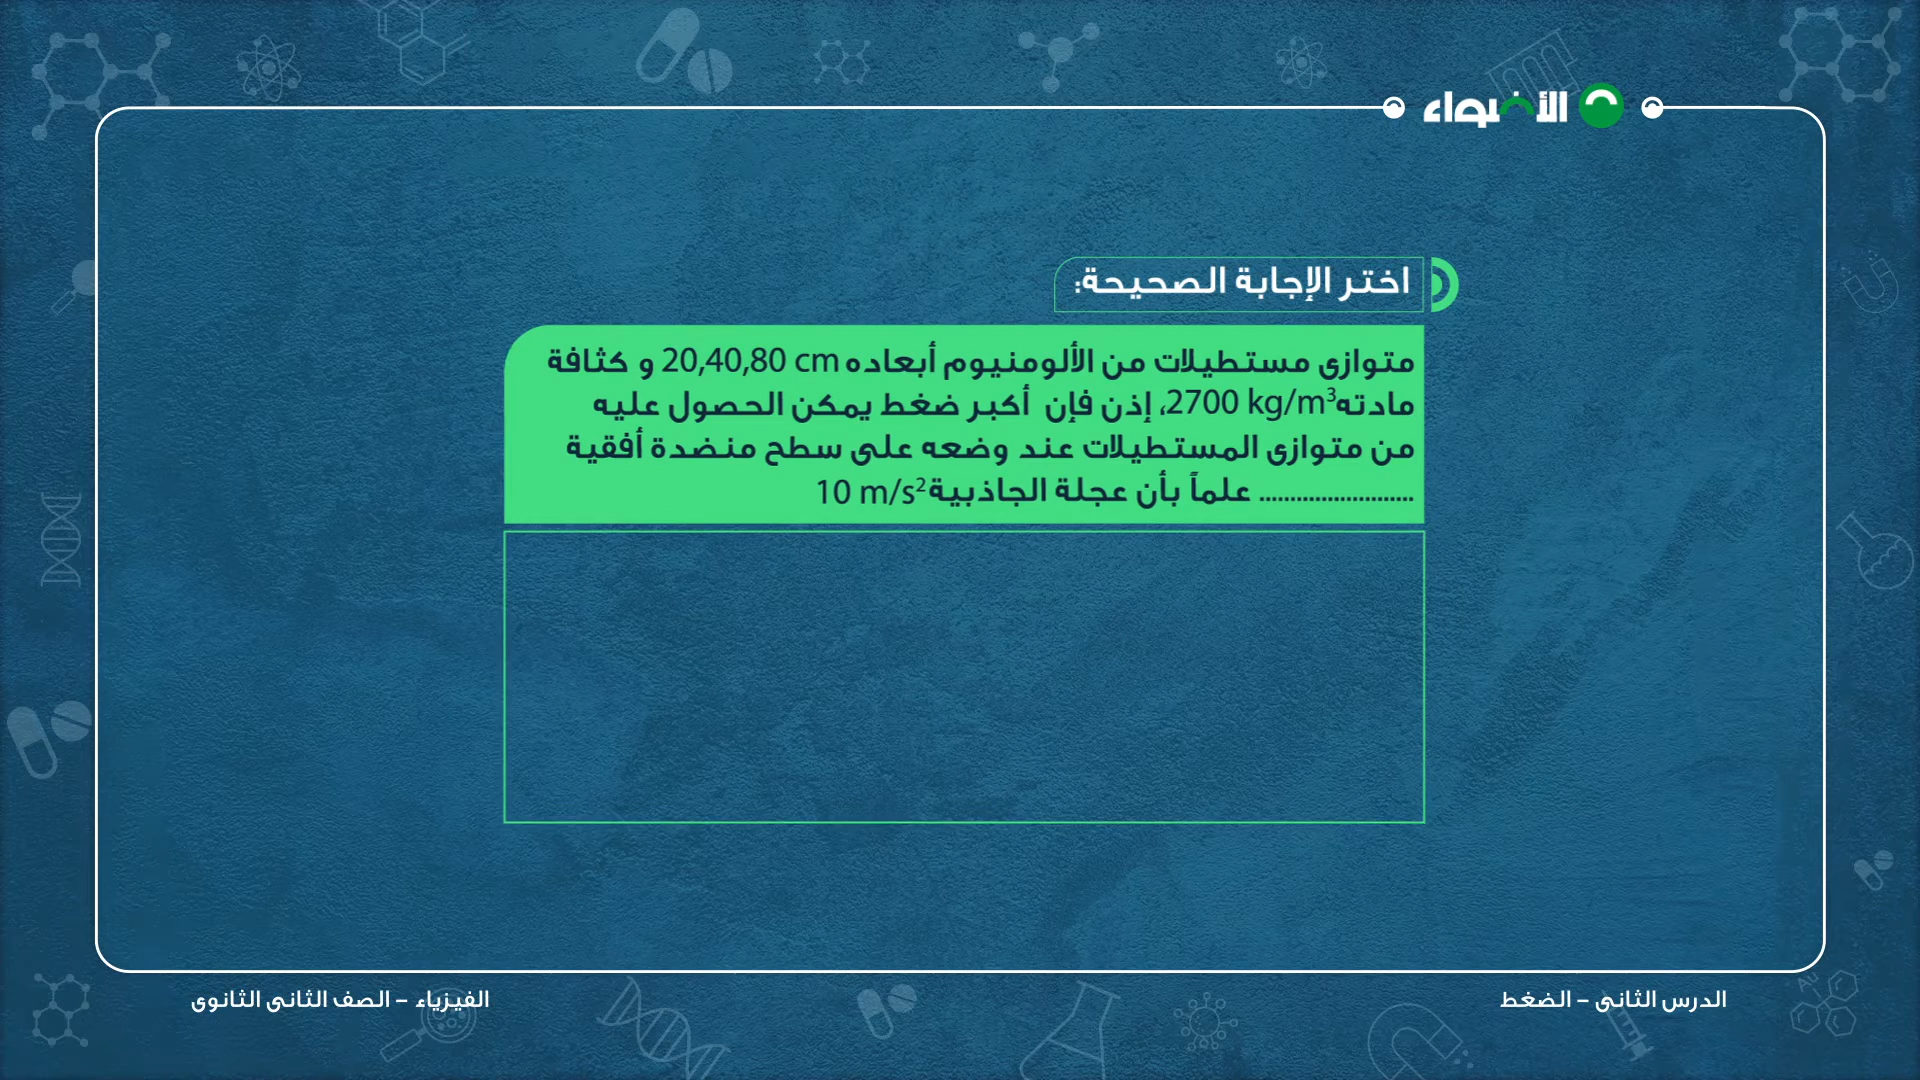 الأضواء
اختر الإجابة الصحيحة:
متوازى مستطيلات من الألومنيوم أبعاده 20,40,80 cm و كثافة
مادته 2700 kg/m³، إذن فإن أكبر ضغط يمكن الحصول عليه
من متوازى المستطيلات عند وضعه على سطح منضدة أفقية
......................... علماً بأن عجلة الجاذبية 10 m/s²
الدرس الثانى – الضغط
الفيزياء – الصف الثانى الثانوى